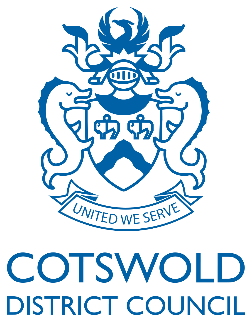 UNITED WE SERVE
COTSWOLD
DISTRICT COUNCIL